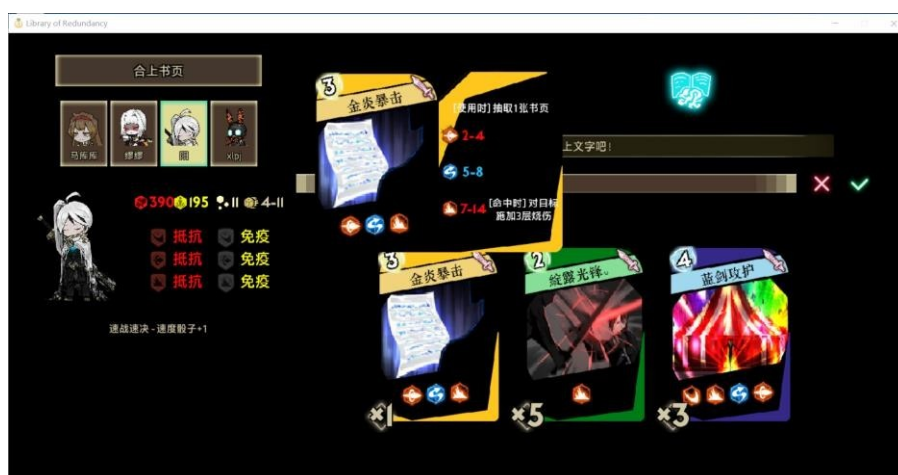 Library of Redundancy
合上书页
马库库
缪缪
xlpj
390 195 11 4-11
抵抗 免疫
抵抗 免疫
抵抗 免疫
速战速决 - 速度骰子+1
3
金炎暴击
[使用时] 抽取1张书页
2-4
5-8
7-14 [命中时] 对目标
施加3层烧伤
上文字吧！
3
金炎暴击
×1
2
绽露光锋。
×5
4
蓝剑攻护
×3